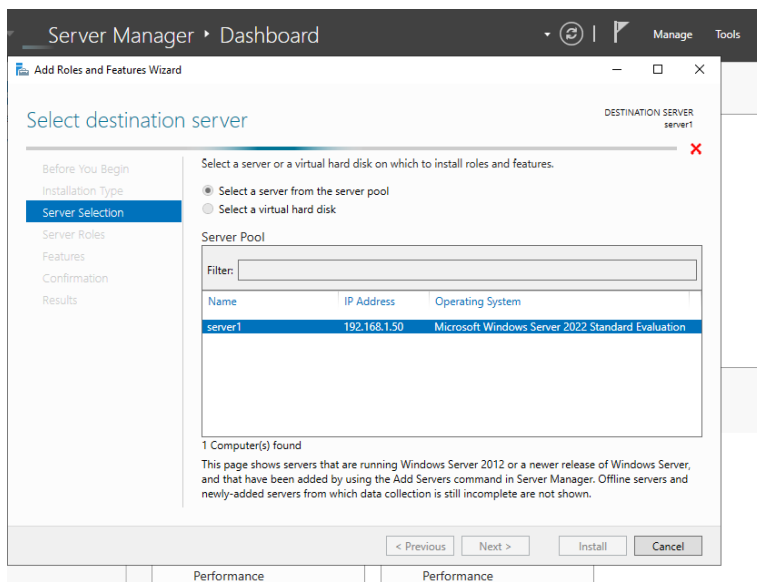 Server Manager • Dashboard
Manage
Tools
Add Roles and Features Wizard
Select destination server
DESTINATION SERVER
server1
Before You Begin
Installation Type
Server Selection
Server Roles
Features
Confirmation
Results
Select a server or a virtual hard disk on which to install roles and features.
Select a server from the server pool
Select a virtual hard disk
Server Pool
Filter:
Name IP Address Operating System
server1 192.168.1.50 Microsoft Windows Server 2022 Standard Evaluation
1 Computer(s) found
This page shows servers that are running Windows Server 2012 or a newer release of Windows Server,
and that have been added by using the Add Servers command in Server Manager. Offline servers and
newly-added servers from which data collection is still incomplete are not shown.
< Previous Next > Install Cancel
Performance Performance